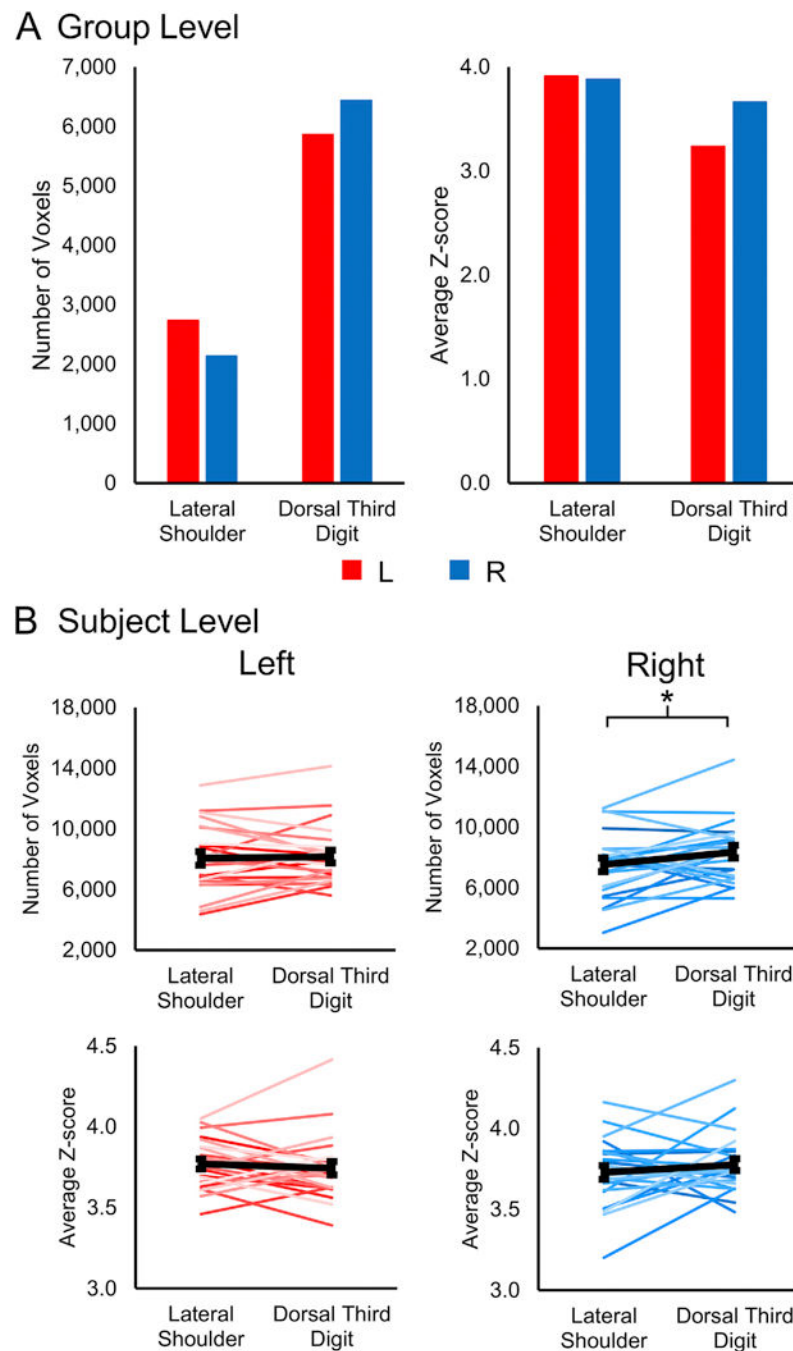 A Group Level
7,000
6,000
5,000
4,000
3,000
2,000
1,000
0
Number of Voxels
Lateral
Shoulder
Dorsal Third
Digit
4.0
3.0
2.0
1.0
0.0
Average Z-score
Lateral
Shoulder
Dorsal Third
Digit
L R
B Subject Level
Left
18,000
14,000
10,000
6,000
2,000
Number of Voxels
Lateral
Shoulder
Dorsal Third
Digit
Right
*
18,000
14,000
10,000
6,000
2,000
Number of Voxels
Lateral
Shoulder
Dorsal Third
Digit
4.5
4.0
3.5
3.0
Average Z-score
Lateral
Shoulder
Dorsal Third
Digit
4.5
4.0
3.5
3.0
Average Z-score
Lateral
Shoulder
Dorsal Third
Digit